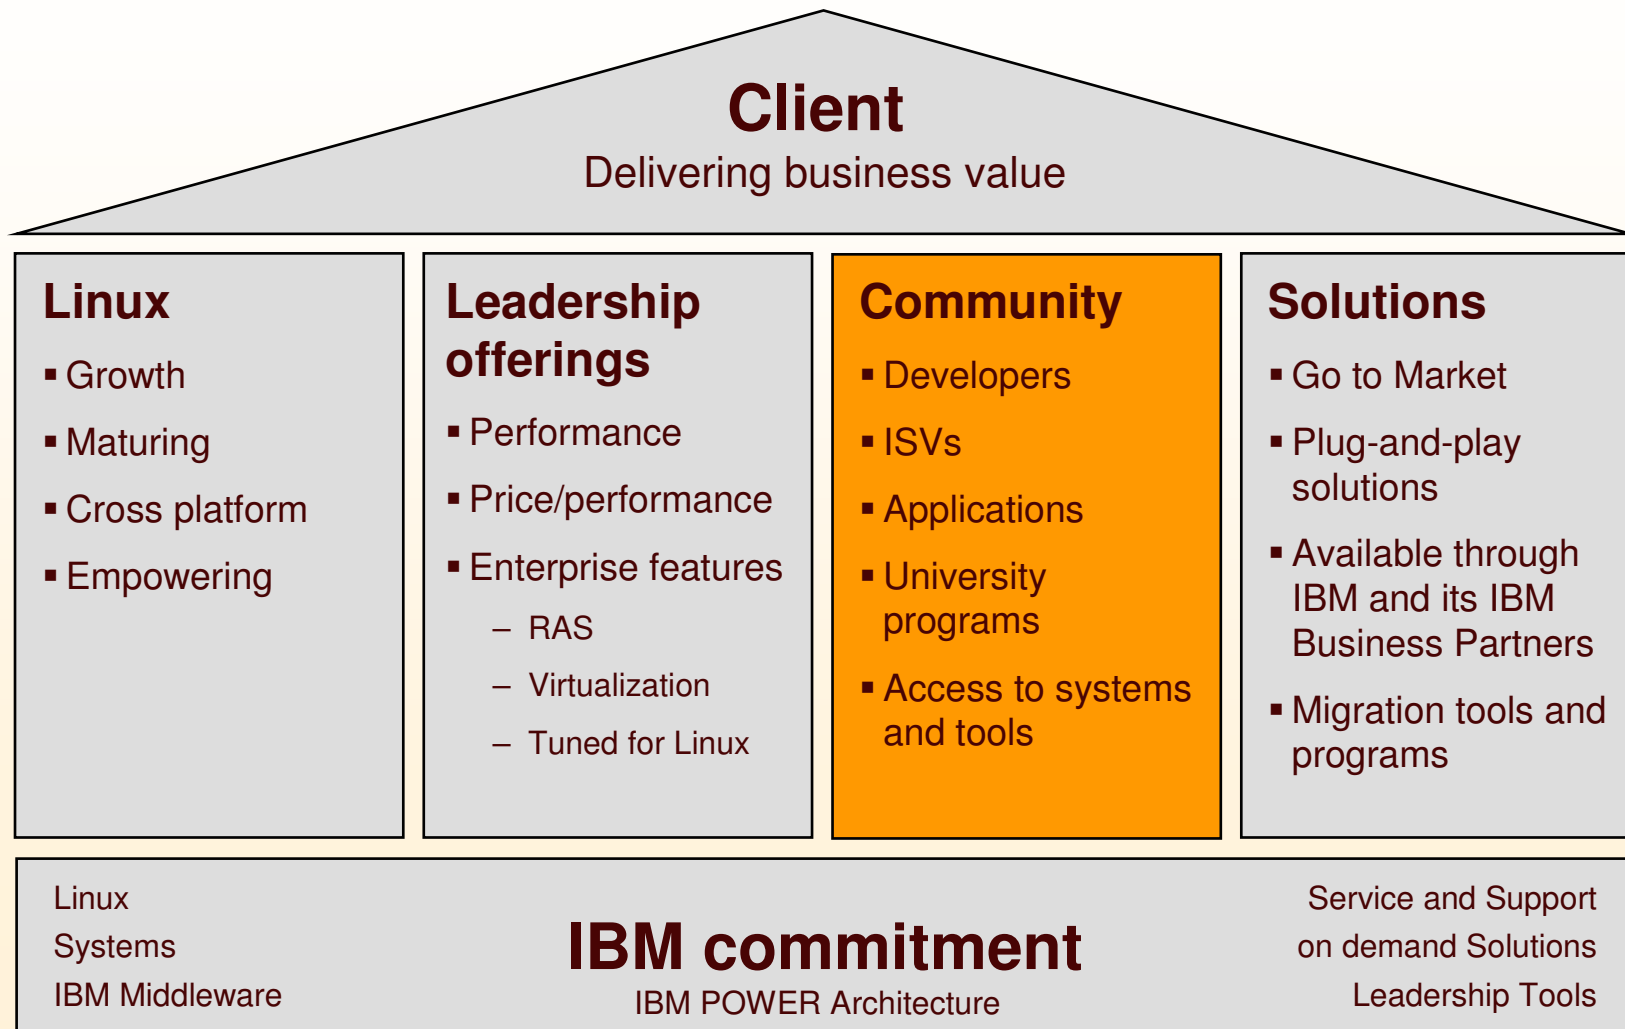 Client
Delivering business value
Linux
▪ Growth
▪ Maturing
▪ Cross platform
▪ Empowering
Leadership
offerings
▪ Performance
▪ Price/performance
▪ Enterprise features
– RAS
– Virtualization
– Tuned for Linux
Community
▪ Developers
▪ ISVs
▪ Applications
▪ University
programs
▪ Access to systems
and tools
Solutions
▪ Go to Market
▪ Plug-and-play
solutions
▪ Available through
IBM and its IBM
Business Partners
▪ Migration tools and
programs
Linux
Systems
IBM Middleware
IBM commitment
IBM POWER Architecture
Service and Support
on demand Solutions
Leadership Tools